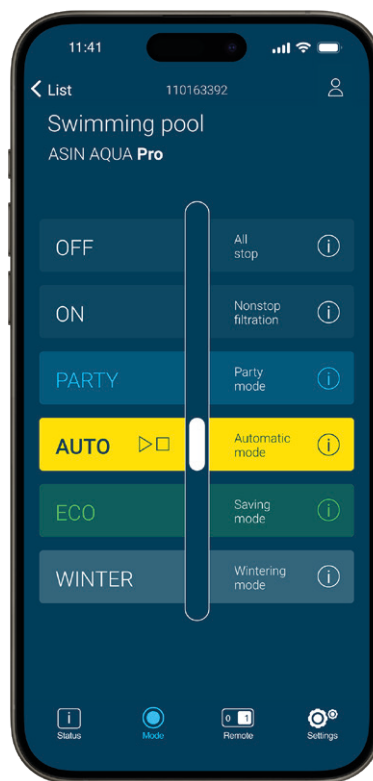 11:41
List
110163392
Swimming pool
ASIN AQUA Pro
OFF
All
stop
ON
Nonstop
filtration
PARTY
Party
mode
AUTO
Automatic
mode
ECO
Saving
mode
WINTER
Wintering
mode
Status
Mode
0 1
Remote
Settings